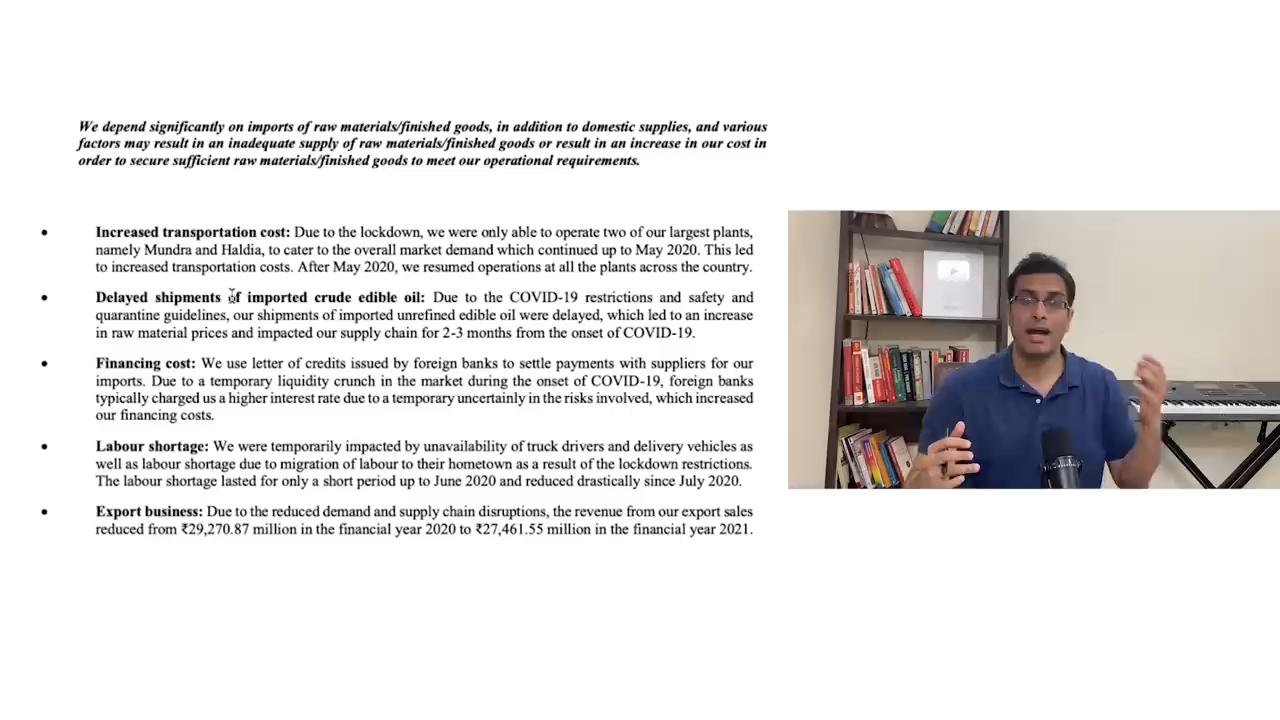 We depend significantly on imports of raw materials/finished goods, in addition to domestic supplies, and various
factors may result in an inadequate supply of raw materials/finished goods or result in an increase in our cost in
order to secure sufficient raw materials/finished goods to meet our operational requirements.
• Increased transportation cost: Due to the lockdown, we were only able to operate two of our largest plants,
namely Mundra and Haldia, to cater to the overall market demand which continued up to May 2020. This led
to increased transportation costs. After May 2020, we resumed operations at all the plants across the country.
• Delayed shipments of imported crude edible oil: Due to the COVID-19 restrictions and safety and
quarantine guidelines, our shipments of imported unrefined edible oil were delayed, which led to an increase
in raw material prices and impacted our supply chain for 2-3 months from the onset of COVID-19.
• Financing cost: We use letter of credits issued by foreign banks to settle payments with suppliers for our
imports. Due to a temporary liquidity crunch in the market during the onset of COVID-19, foreign banks
typically charged us a higher interest rate due to a temporary uncertainly in the risks involved, which increased
our financing costs.
• Labour shortage: We were temporarily impacted by unavailability of truck drivers and delivery vehicles as
well as labour shortage due to migration of labour to their hometown as a result of the lockdown restrictions.
The labour shortage lasted for only a short period up to June 2020 and reduced drastically since July 2020.
• Export business: Due to the reduced demand and supply chain disruptions, the revenue from our export sales
reduced from ₹29,270.87 million in the financial year 2020 to ₹27,461.55 million in the financial year 2021.